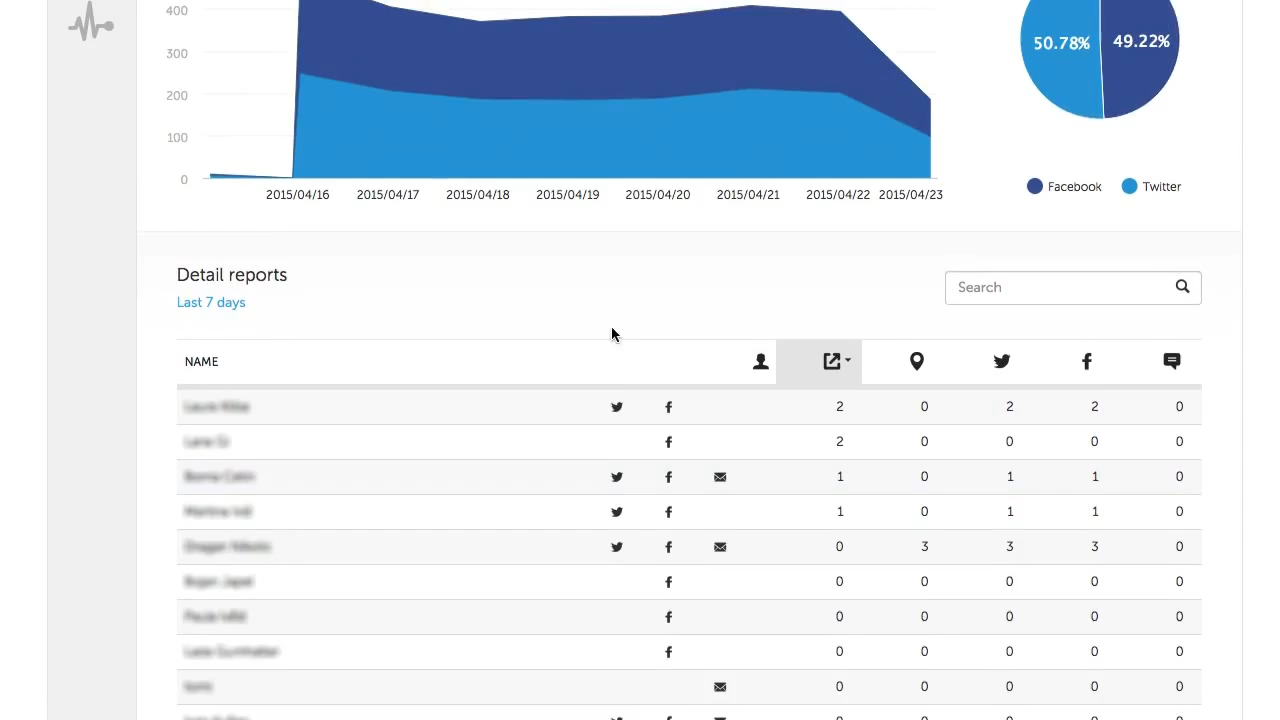 400
50.78% 49.22%
300
200
100
0
2015/04/16 2015/04/17 2015/04/18 2015/04/19 2015/04/20 2015/04/21 2015/04/22 2015/04/23
Facebook Twitter
Detail reports
Last 7 days
Search
NAME
2 0 2 2 0
2 0 0 0 0
1 0 1 1 0
1 0 1 1 0
0 3 3 3 0
0 0 0 0 0
0 0 0 0 0
0 0 0 0 0
0 0 0 0 0